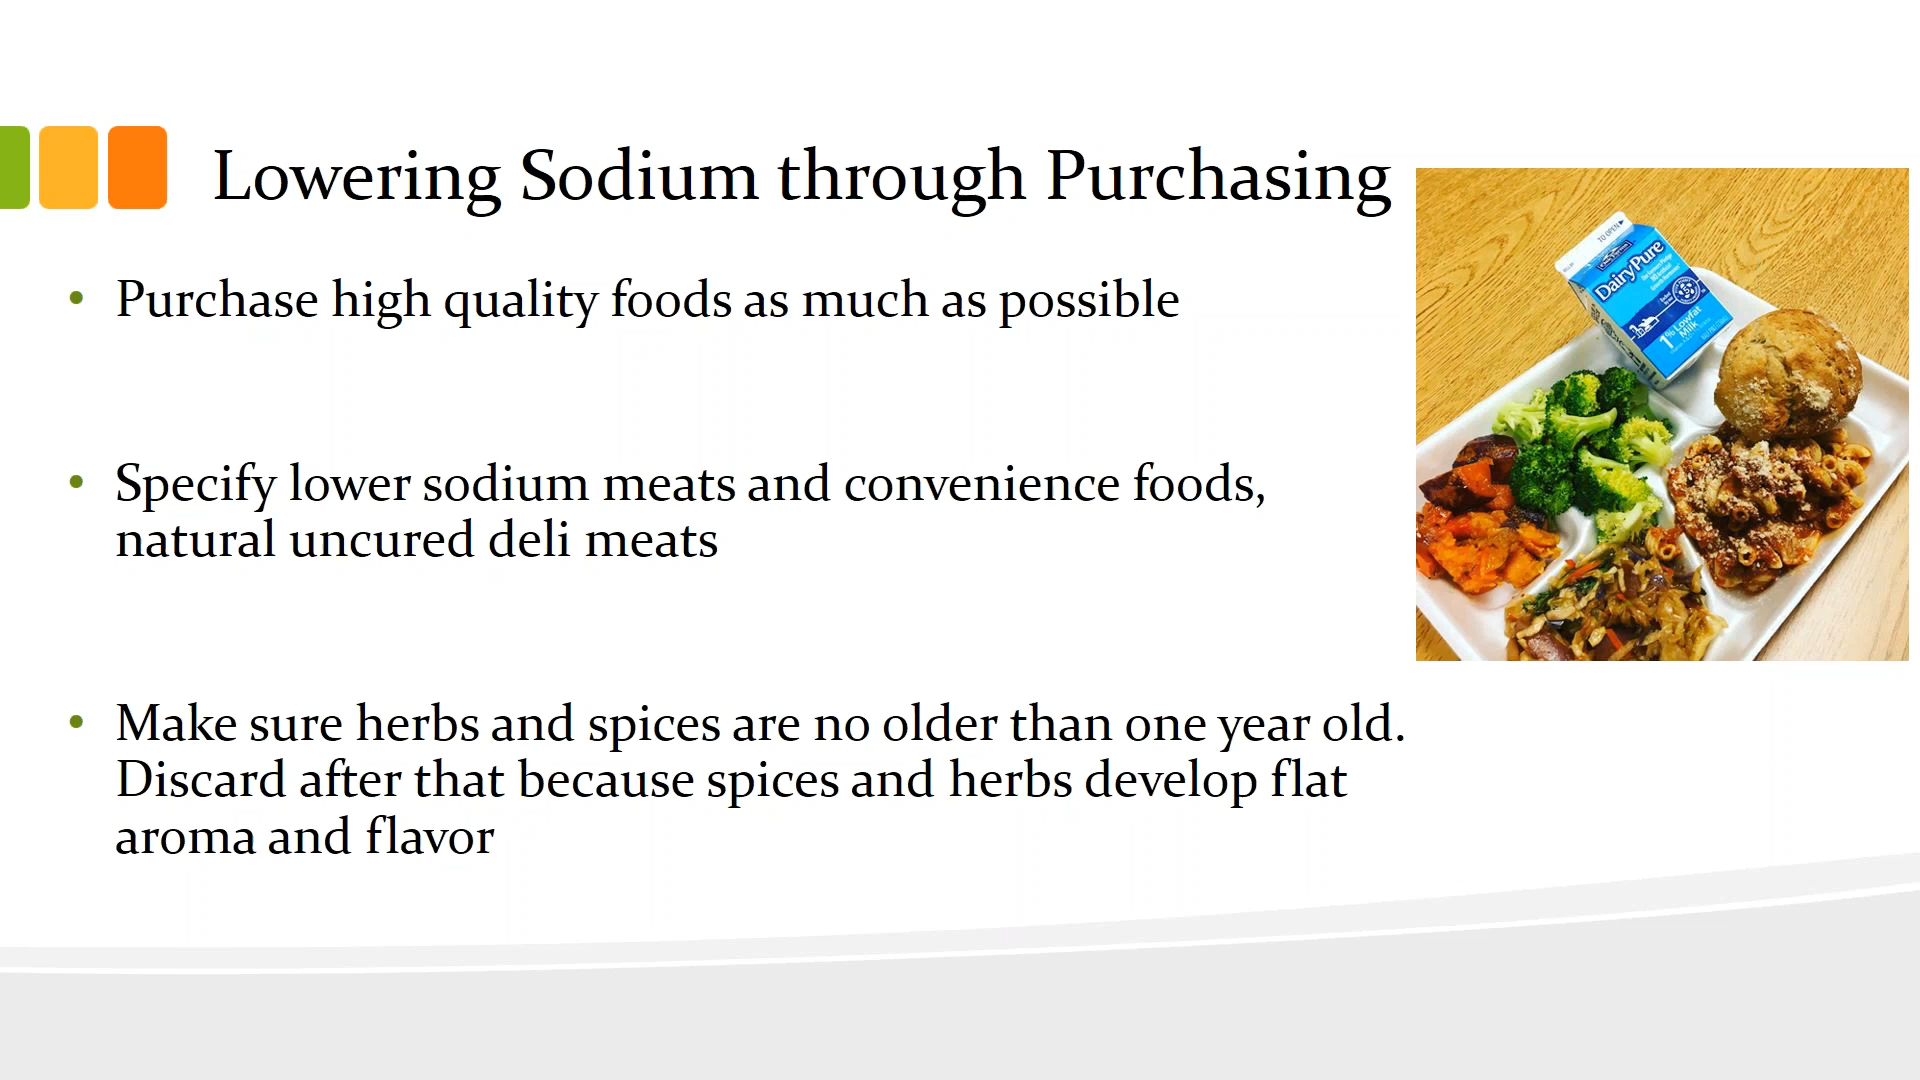 Lowering Sodium through Purchasing
• Purchase high quality foods as much as possible
• Specify lower sodium meats and convenience foods,
natural uncured deli meats
• Make sure herbs and spices are no older than one year old.
Discard after that because spices and herbs develop flat
aroma and flavor
TO OPEN
DairyPure
1% Lowfat
Milk